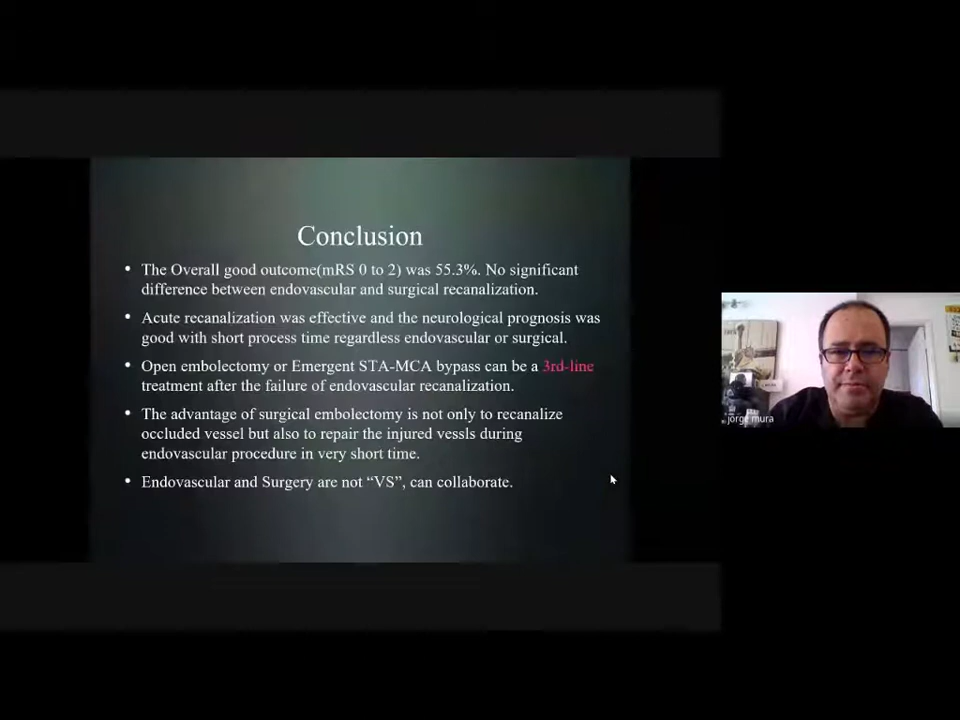 Conclusion
• The Overall good outcome(mRS 0 to 2) was 55.3%. No significant
difference between endovascular and surgical recanalization.
• Acute recanalization was effective and the neurological prognosis was
good with short process time regardless endovascular or surgical.
• Open embolectomy or Emergent STA-MCA bypass can be a 3rd-line
treatment after the failure of endovascular recanalization.
• The advantage of surgical embolectomy is not only to recanalize
occluded vessel but also to repair the injured vessls during
endovascular procedure in very short time.
• Endovascular and Surgery are not “VS”, can collaborate.
jorge mura